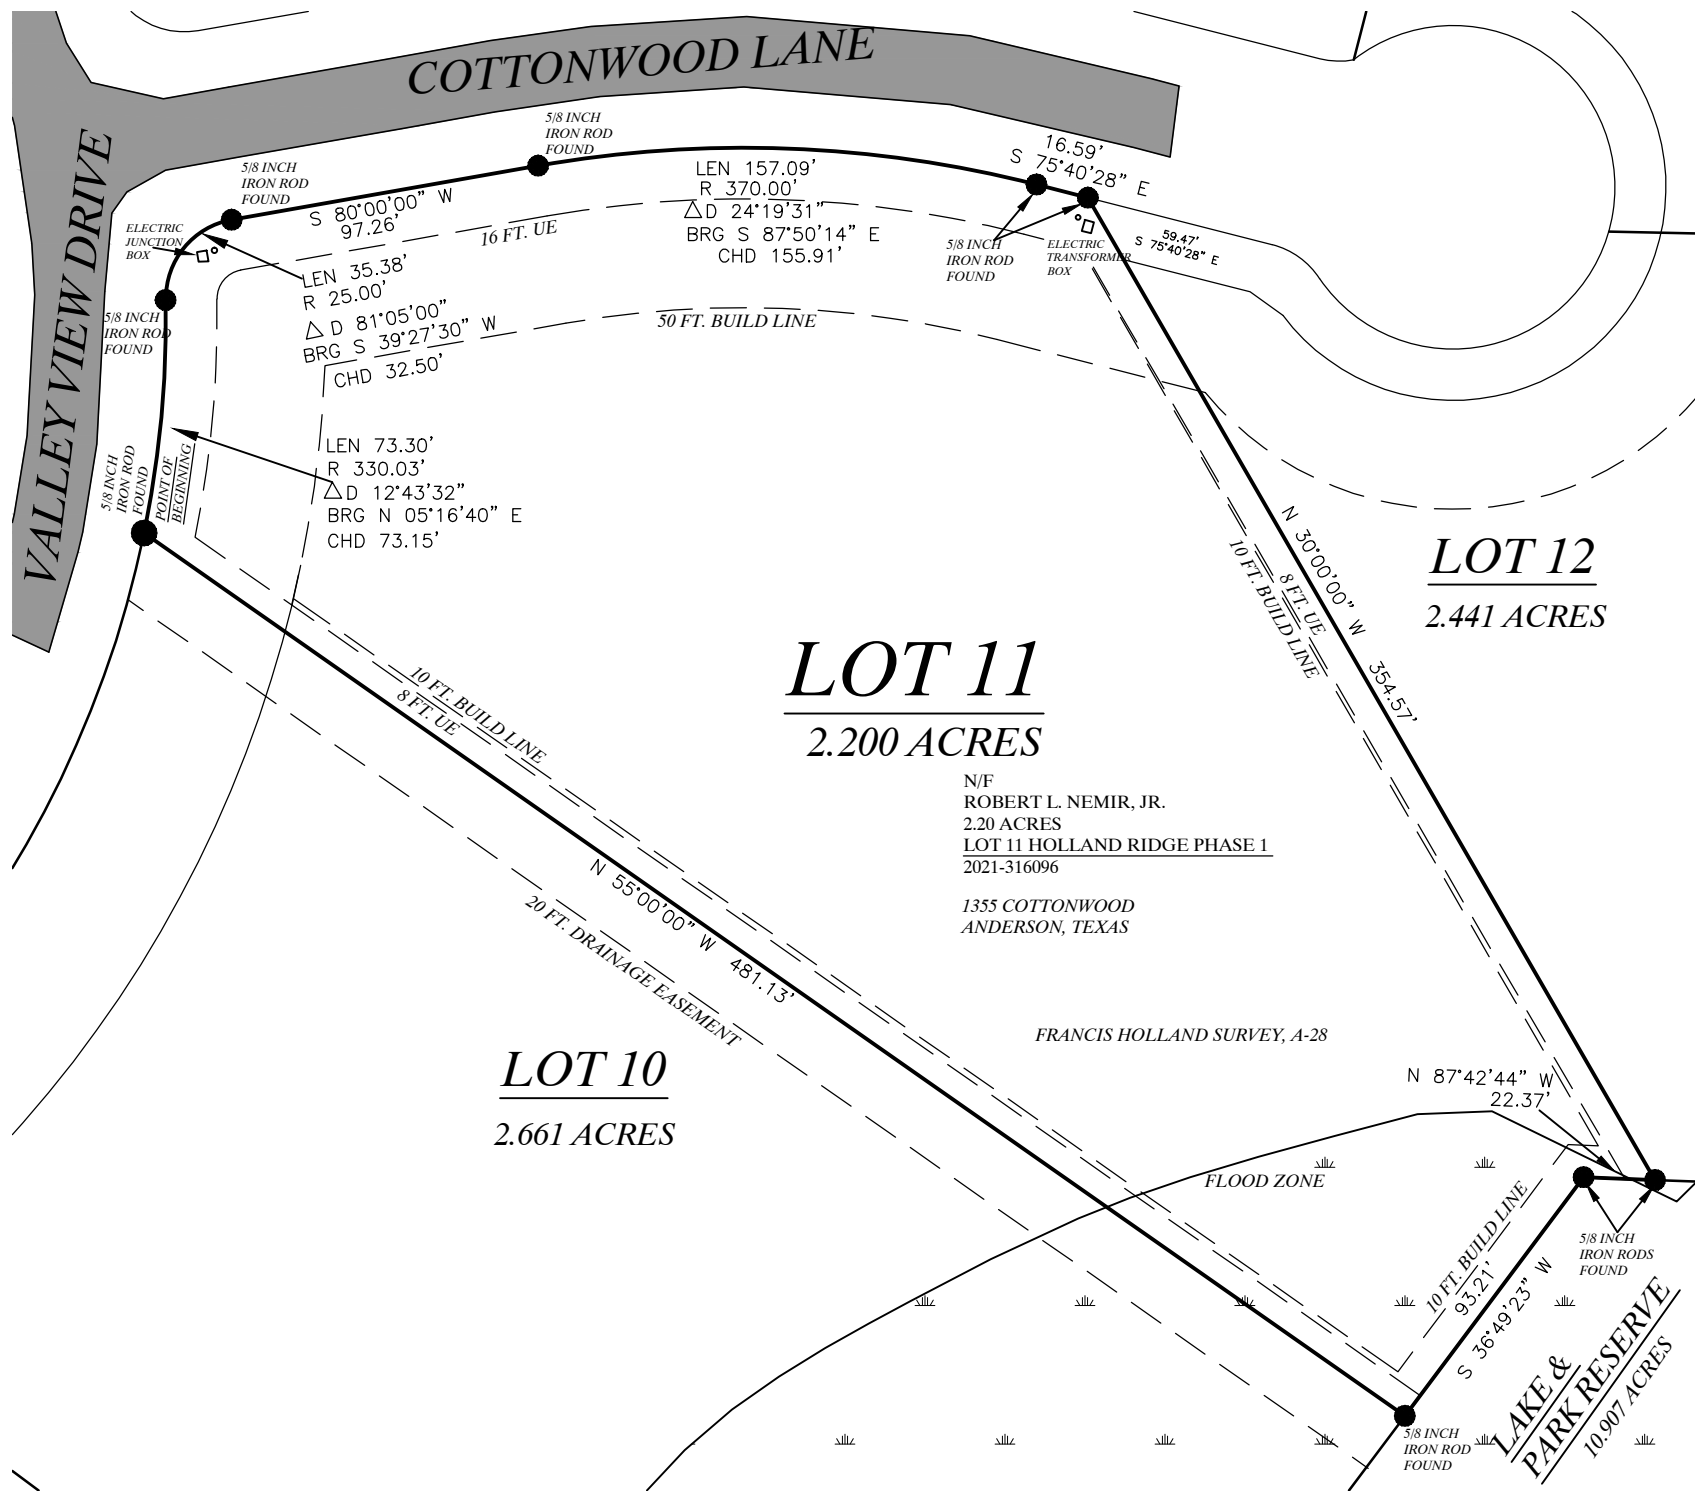 COTTONWOOD LANE
VALLEY VIEW DRIVE
5/8 INCH
IRON ROD
FOUND
5/8 INCH
IRON ROD
FOUND
ELECTRIC
JUNCTION
BOX
5/8 INCH
IRON ROD
FOUND
S 80°00'00" W
97.26'
16 FT. UE
LEN 157.09'
R 370.00'
△D 24°19'31"
BRG S 87°50'14" E
CHD 155.91'
16.59'
S 75°40'28" E
5/8 INCH
IRON ROD
FOUND
ELECTRIC
TRANSFORMER
BOX
59.47'
S 75°40'28" E
LEN 35.38'
R 25.00'
△ D 81°05'00"
BRG S 39°27'30" W
CHD 32.50'
50 FT. BUILD LINE
5/8 INCH
IRON ROD
FOUND
POINT OF
BEGINNING
LEN 73.30'
R 330.03'
△D 12°43'32"
BRG N 05°16'40" E
CHD 73.15'
N 30°00'00" W 354.57'
8 FT. UE
10 FT. BUILD LINE
LOT 12
2.441 ACRES
LOT 11
2.200 ACRES
N/F
ROBERT L. NEMIR, JR.
2.20 ACRES
LOT 11 HOLLAND RIDGE PHASE 1
2021-316096
1355 COTTONWOOD
ANDERSON, TEXAS
10 FT. BUILD LINE
8 FT. UE
N 55°00'00" W 481.13'
20 FT. DRAINAGE EASEMENT
FRANCIS HOLLAND SURVEY, A-28
LOT 10
2.661 ACRES
N 87°42'44" W
22.37'
FLOOD ZONE
10 FT. BUILD LINE
93.21'
S 36°49'23" W
5/8 INCH
IRON RODS
FOUND
5/8 INCH
IRON ROD
FOUND
LAKE &
PARK RESERVE
10.907 ACRES